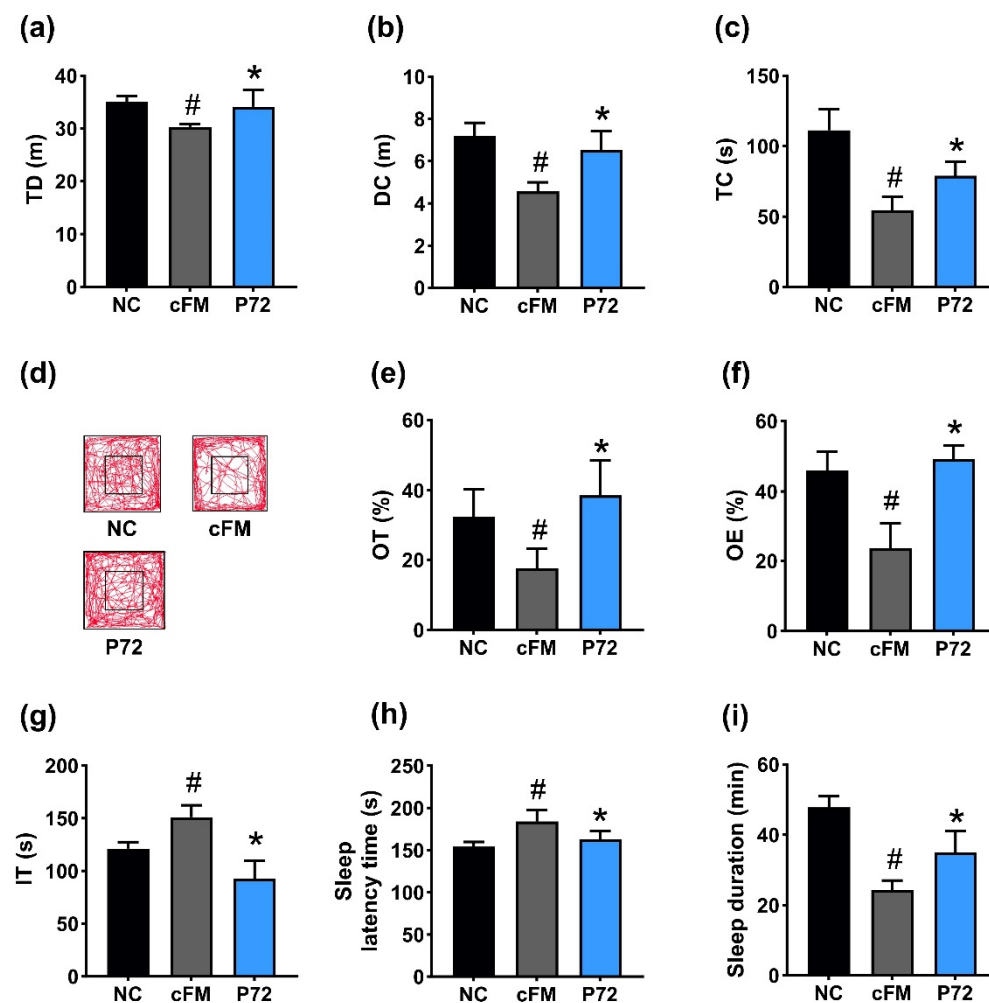 (a)
TD (m)
40
30
20
10
0
#
*
NC cFM P72
(b)
DC (m)
10
8
6
4
2
0
#
*
NC cFM P72
(c)
TC (s)
150
100
50
0
#
*
NC cFM P72
(d)
NC cFM
P72
(e)
OT (%)
60
40
20
0
#
*
NC cFM P72
(f)
OE (%)
60
40
20
0
#
*
NC cFM P72
(g)
IT (s)
200
150
100
50
0
#
*
NC cFM P72
(h)
Sleep
latency time (s)
250
200
150
100
50
0
#
*
NC cFM P72
(i)
Sleep duration (min)
60
40
20
0
#
*
NC cFM P72